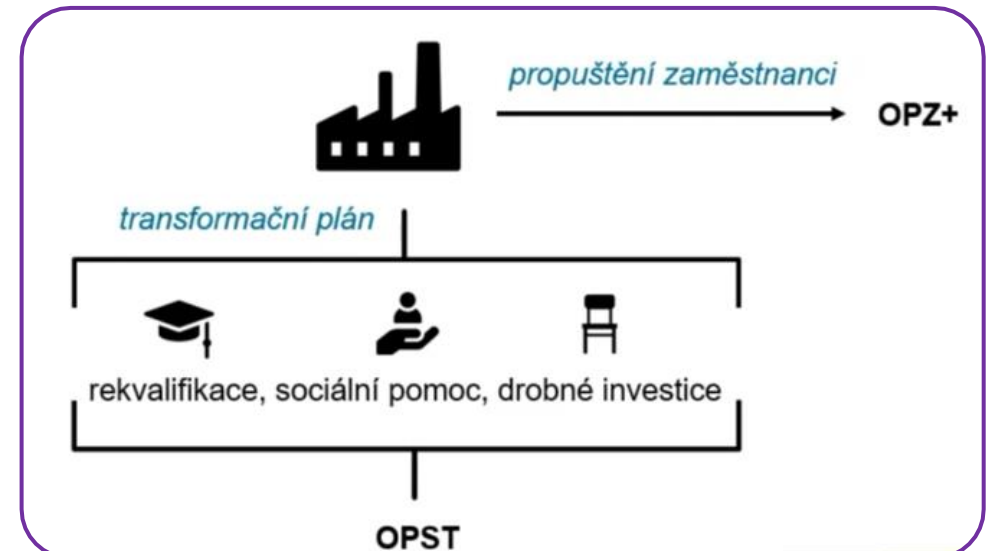 propuštění zaměstnanci
OPZ+
transformační plán
rekvalifikace, sociální pomoc, drobné investice
OPST